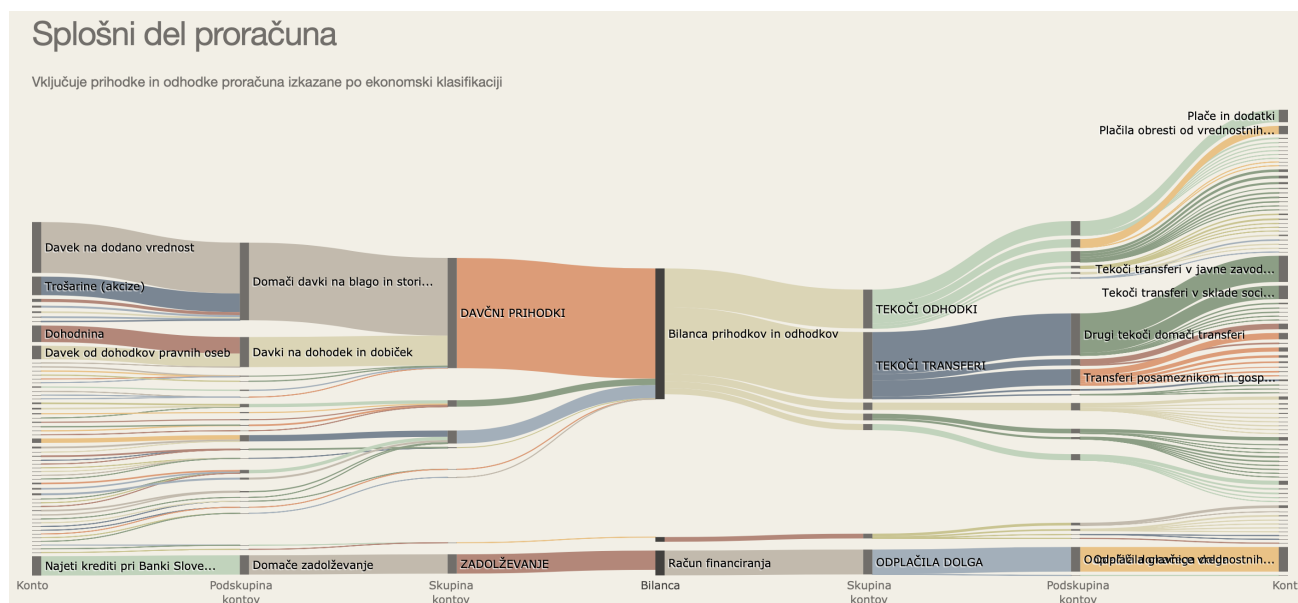 Splošni del proračuna
Vključuje prihodke in odhodke proračuna izkazane po ekonomski klasifikaciji
Plače in dodatki
Plačila obresti od vrednostnih...
Davek na dodano vrednost
Trošarine (akcize)
Domači davki na blago in stori...
Dohodnina
Davek od dohodkov pravnih oseb
Davki na dohodek in dobiček
DAVČNI PRIHODKI
Bilanca prihodkov in odhodkov
TEKOČI ODHODKI
TEKOČI TRANSFERI
Tekoči transferi v javne zavod...
Tekoči transferi v sklade soci...
Drugi tekoči domači transferi
Transferi posameznikom in gosp...
Najeti krediti pri Banki Slove...
Domače zadolževanje
ZADOLŽEVANJE
Račun financiranja
ODPLAČILA DOLGA
Konto
Podskupina
kontov
Skupina
kontov
Bilanca
Skupina
kontov
Podskupina
kontov
Kont